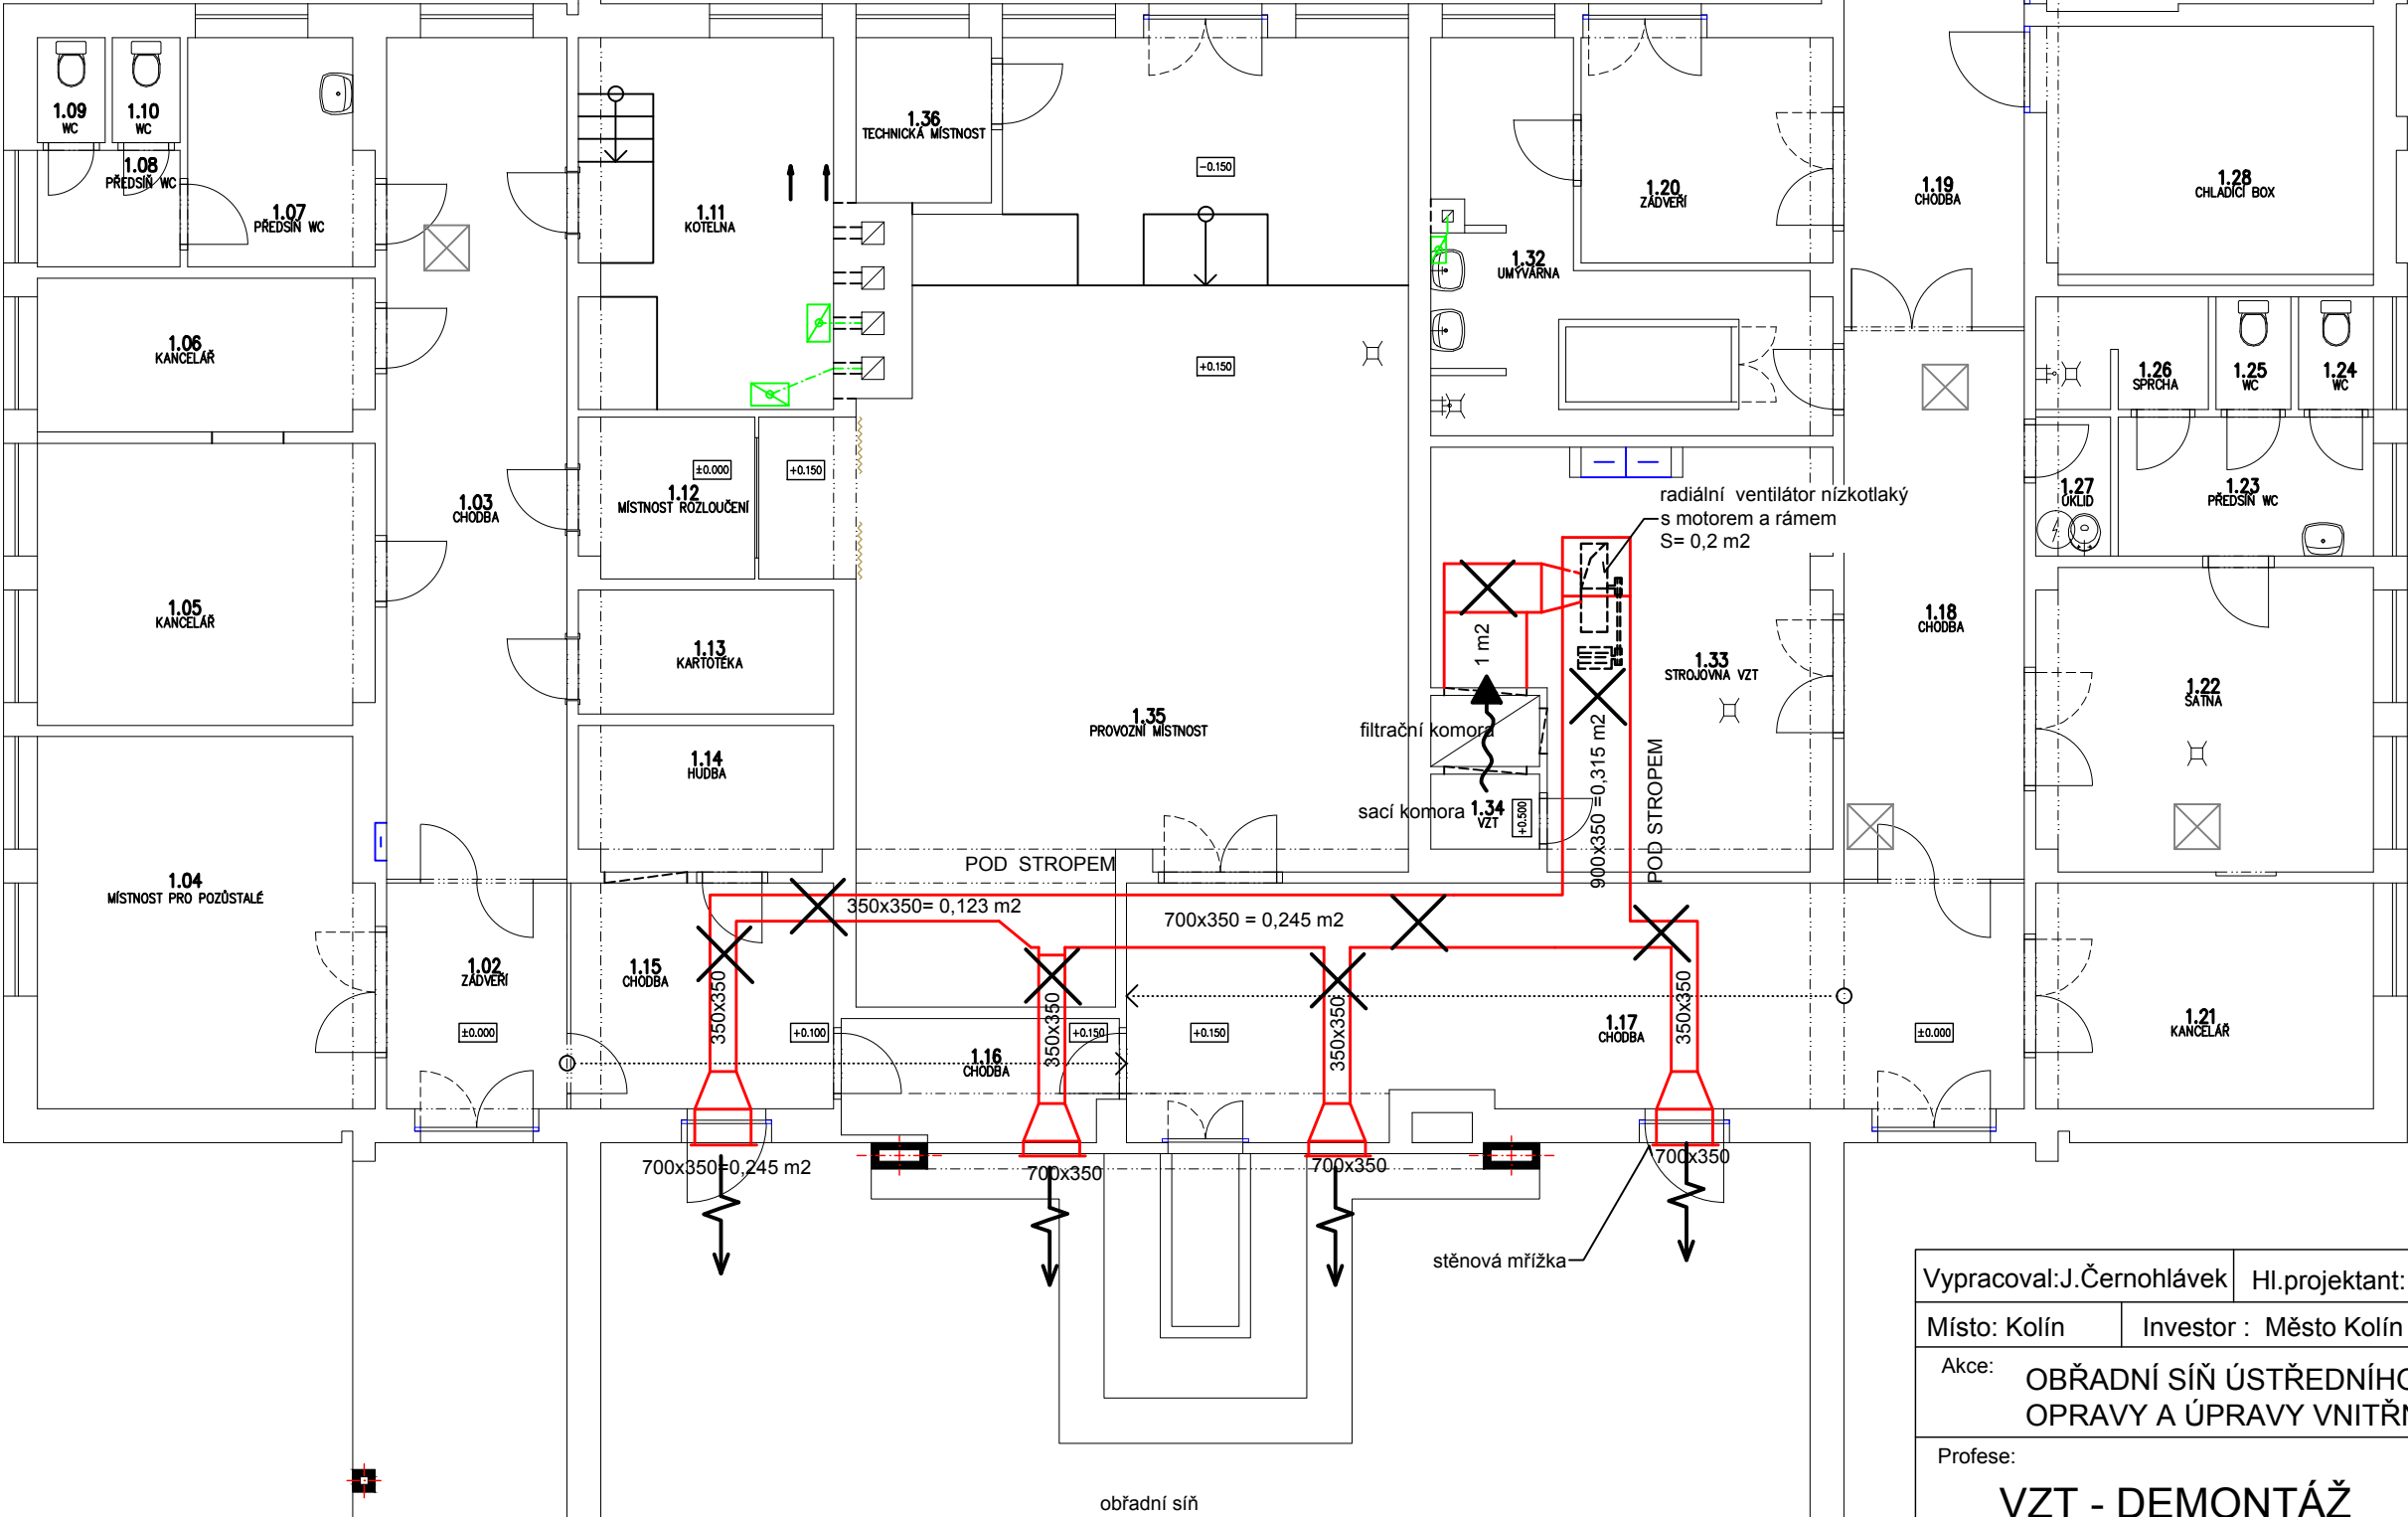 1.09
WC
1.10
WC
1.08
PŘEDSÍŇ WC
1.07
PŘEDSÍŇ WC
1.06
KANCELÁŘ
1.05
KANCELÁŘ
1.04
MÍSTNOST PRO POZŮSTALÉ
1.03
CHODBA
1.02
ZÁDVEŘÍ
±0.000
1.11
KOTELNA
1.12
MÍSTNOST ROZLOUČENÍ
±0.000
+0.150
1.13
KARTOTÉKA
1.14
HUDBA
1.15
CHODBA
+0.100
1.16
CHODBA
+0.150
1.36
TECHNICKÁ MÍSTNOST
-0.150
+0.150
1.35
PROVOZNÍ MÍSTNOST
POD STROPEM
350x350= 0,123 m2
700x350 = 0,245 m2
350x350
350x350
350x350
350x350
+0.150
1.17
CHODBA
±0.000
1.32
UMÝVÁRNA
1.20
ZÁDVEŘÍ
1.19
CHODBA
1.28
CHLADÍCÍ BOX
1.26
SPRCHA
1.25
WC
1.24
WC
1.27
ÚKLID
1.23
PŘEDSÍŇ WC
radiální ventilátor nízkotlaký
s motorem a rámem
S= 0,2 m2
1 m2
1.33
STROJOVNA VZT
1.18
CHODBA
1.22
ŠATNA
filtrační komora
sací komora
1.34
VZT
+0.500
900x350 =0,315 m2
POD STROPEM
1.21
KANCELÁŘ
700x350=0,245 m2
700x350
700x350
700x350
stěnová mřížka
obřadní síň
Vypracoval:J.Černohlávek
Hl.projektant:
Místo: Kolín
Investor : Město Kolín
Akce:
OBŘADNÍ SÍŇ ÚSTŘEDNÍHO
OPRAVY A ÚPRAVY VNITŘN
Profese:
VZT - DEMONTÁŽ